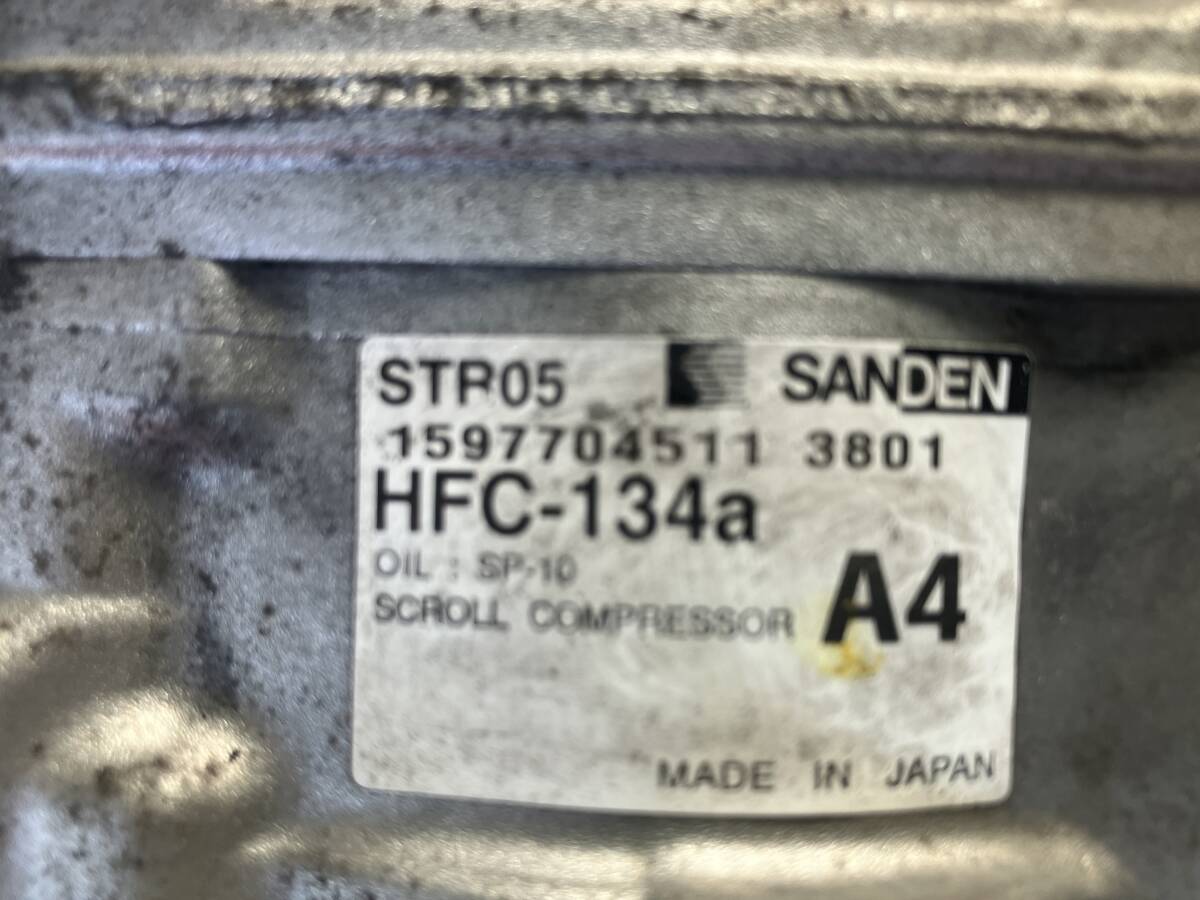 STR05 SANDEN
1597704511 3801
HFC-134a
OIL : SP-10
SCROLL COMPRESSOR A4
MADE IN JAPAN